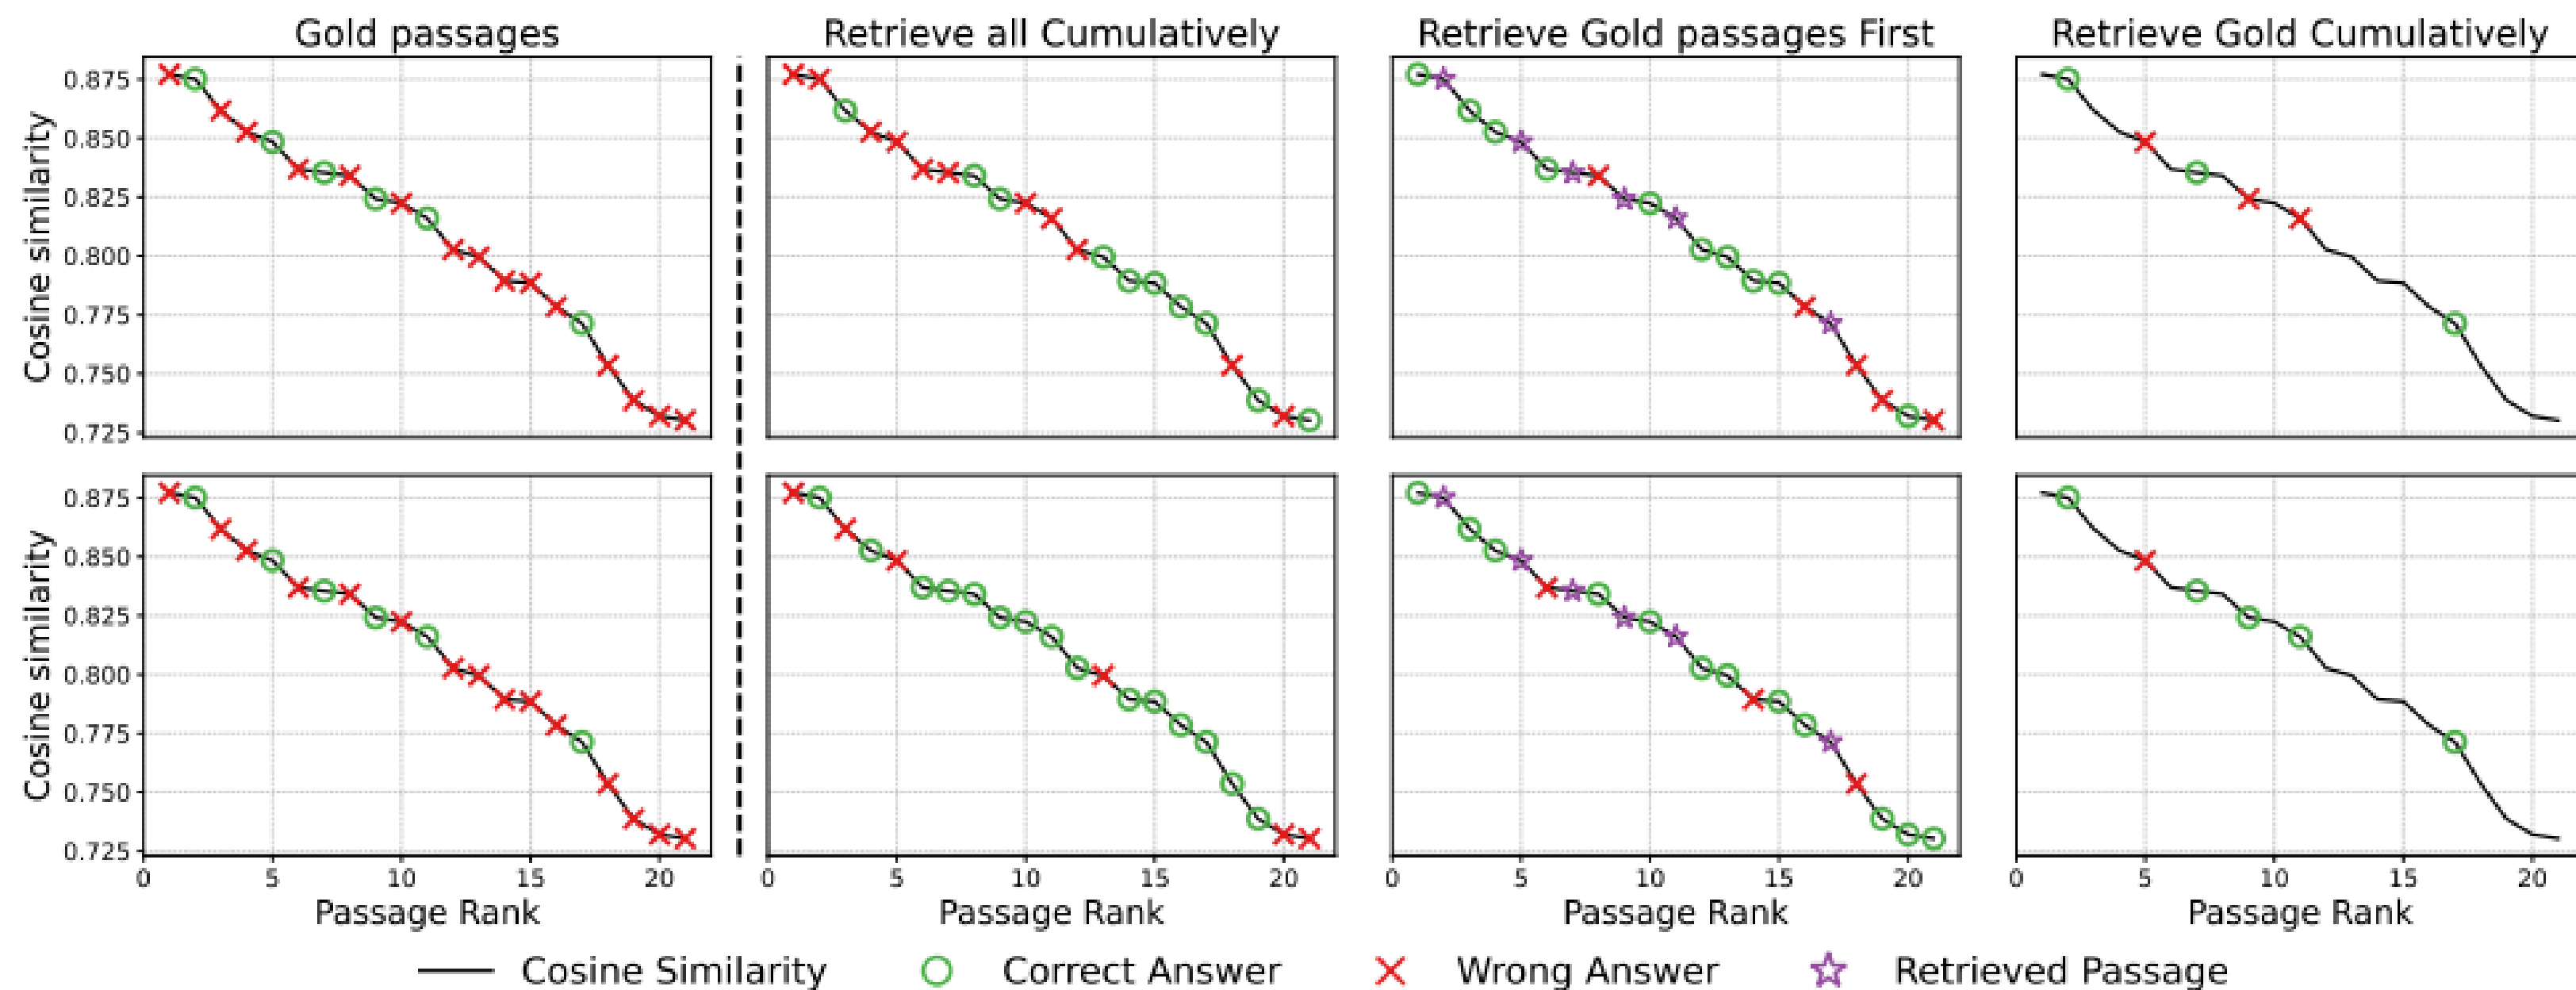 Gold passages
Retrieve all Cumulatively
Retrieve Gold passages First
Retrieve Gold Cumulatively
Cosine similarity
0.875
0.850
0.825
0.800
0.775
0.750
0.725
Cosine similarity
0.875
0.850
0.825
0.800
0.775
0.750
0.725
0 5 10 15 20
0 5 10 15 20
0 5 10 15 20
0 5 10 15 20
Passage Rank
Passage Rank
Passage Rank
Passage Rank
Cosine Similarity
Correct Answer
Wrong Answer
Retrieved Passage